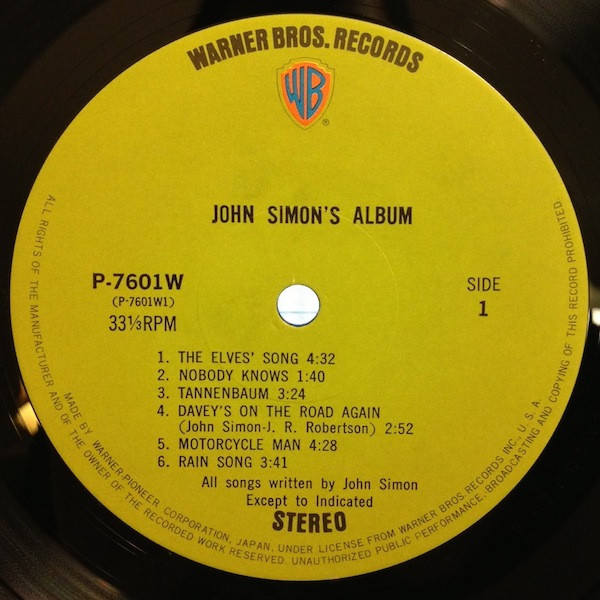 WARNER BROS. RECORDS
WB
®
JOHN SIMON'S ALBUM
P-7601W
(P-7601W1)
33⅓RPM
SIDE
1
1. THE ELVES' SONG 4:32
2. NOBODY KNOWS 1:40
3. TANNENBAUM 3:24
4. DAVEY'S ON THE ROAD AGAIN
(John Simon-J. R. Robertson) 2:52
5. MOTORCYCLE MAN 4:28
6. RAIN SONG 3:41
All songs written by John Simon
Except to Indicated
STEREO
ALL RIGHTS OF THE MANUFACTURER AND OF THE OWNER OF THE RECORDED WORK RESERVED. UNAUTHORIZED PUBLIC PERFORMANCE, BROADCASTING AND COPYING OF THIS RECORD PROHIBITED.
MADE BY WARNER-PIONEER CORPORATION, JAPAN, UNDER LICENSE FROM WARNER BROS. RECORDS INC., U. S. A.